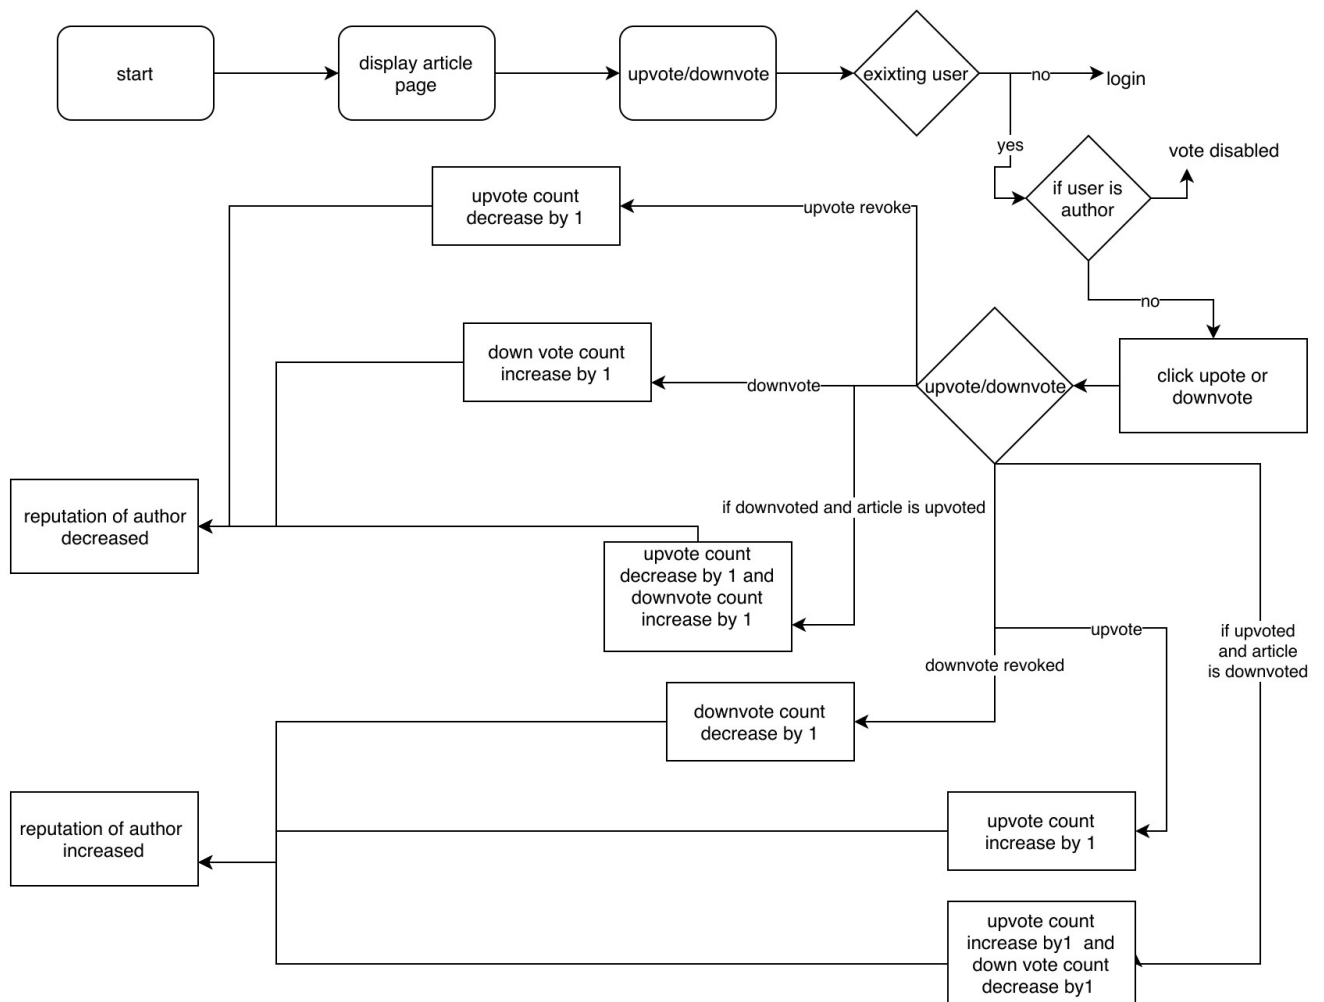 start
display article
page
upvote/downvote
exixting user
no
login
yes
if user is
author
vote disabled
upvote count
decrease by 1
upvote revoke
no
down vote count
increase by 1
downvote
upvote/downvote
click upote or
downvote
reputation of author
decreased
if downvoted and article is upvoted
upvote count
decrease by 1 and
downvote count
increase by 1
upvote
if upvoted
and article
is downvoted
downvote revoked
downvote count
decrease by 1
reputation of author
increased
upvote count
increase by 1
upvote count
increase by1 and
down vote count
decrease by1